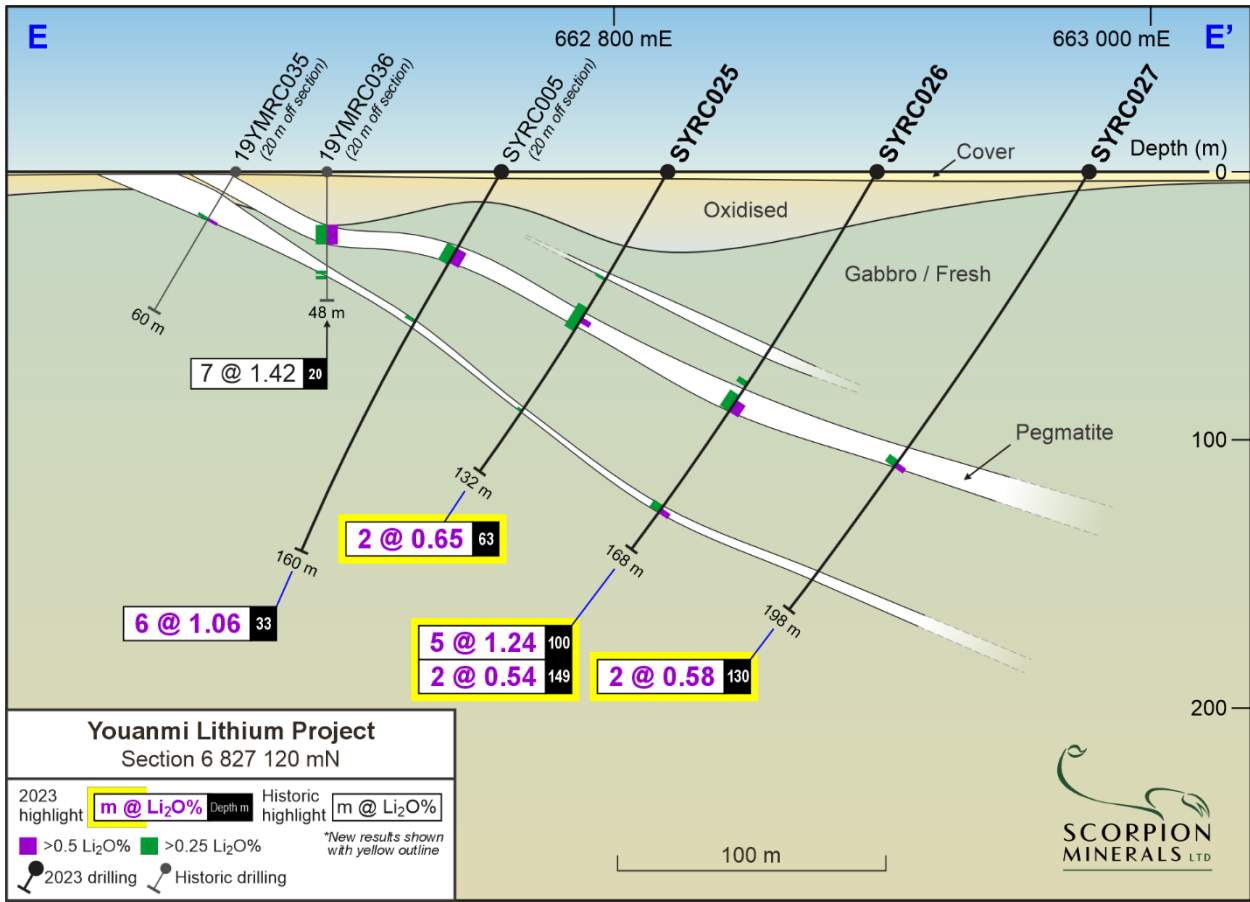 E
662 800 mE
663 000 mE
E'
19YMRC035
(20 m off section)
19YMRC036
(20 m off section)
SYRC005
(20 m off section)
SYRC025
SYRC026
SYRC027
Cover
Depth (m)
0
Oxidised
Gabbro / Fresh
60 m
48 m
7 @ 1.42 20
Pegmatite
100
132 m
2 @ 0.65 63
160 m
168 m
6 @ 1.06 33
198 m
5 @ 1.24 100
2 @ 0.54 149
2 @ 0.58 130
200
Youanmi Lithium Project
Section 6 827 120 mN
2023
highlight
m @ Li₂O% Depth m
Historic
highlight
m @ Li₂O%
>0.5 Li₂O%
>0.25 Li₂O%
*New results shown
with yellow outline
2023 drilling
Historic drilling
100 m
SCORPION
MINERALS LTD